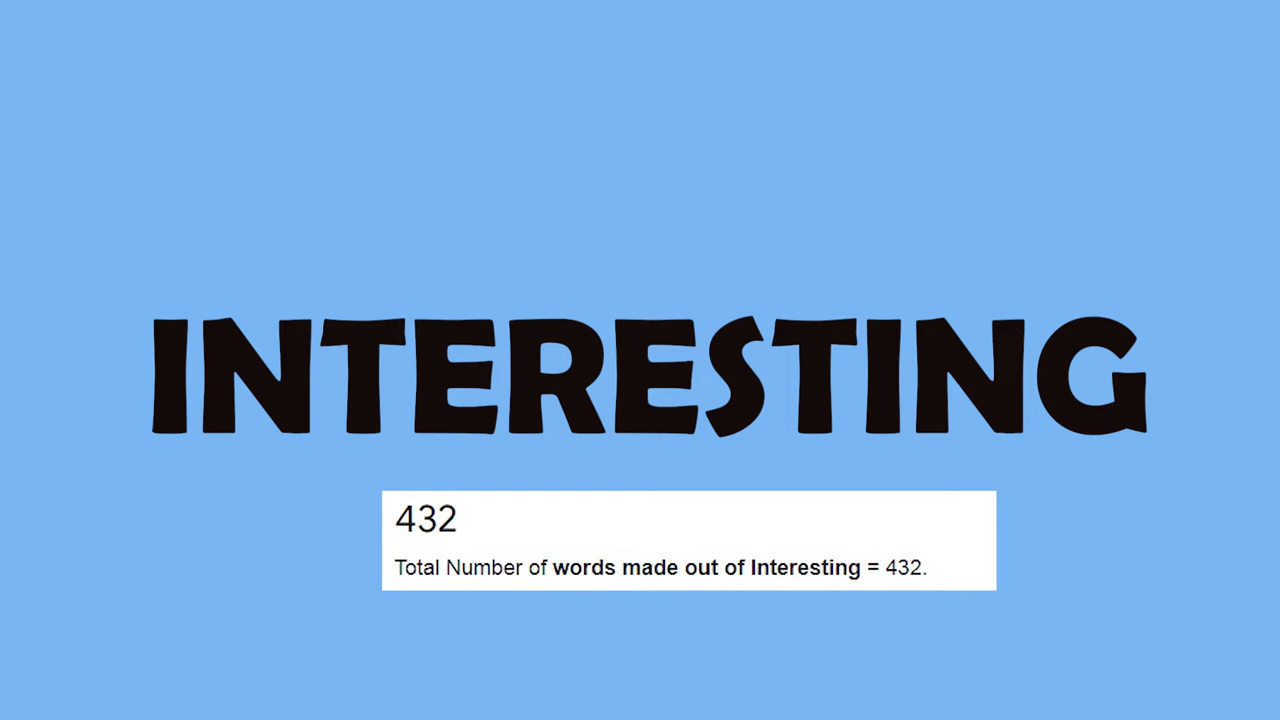 INTERESTING
432
Total Number of words made out of Interesting = 432.